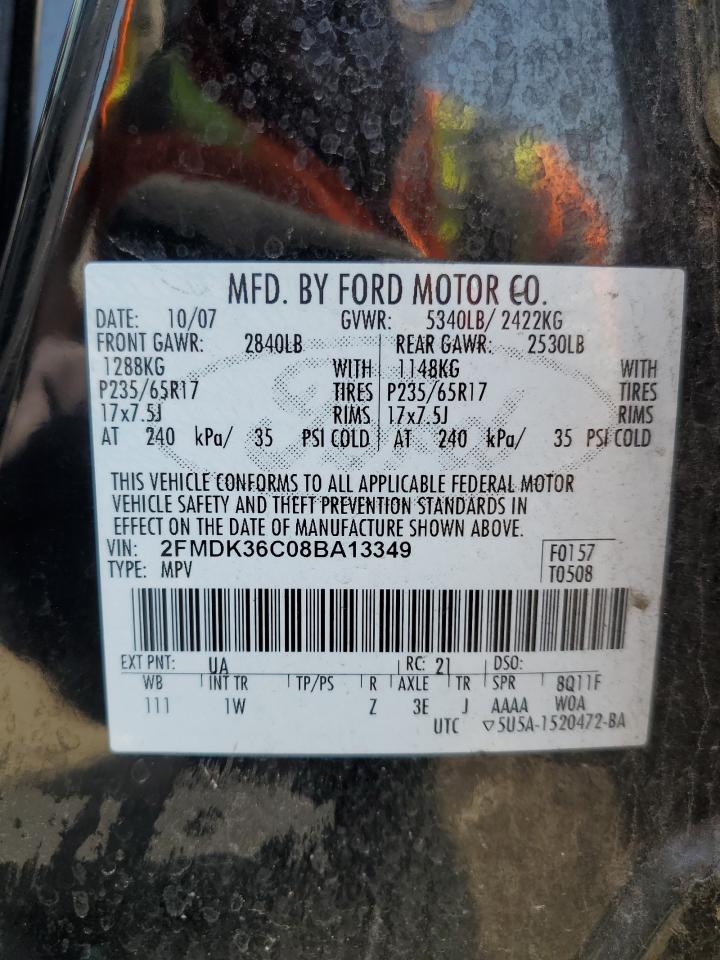 MFD. BY FORD MOTOR CO.
DATE: 10/07 GVWR: 5340LB/ 2422KG
FRONT GAWR: 2840LB REAR GAWR: 2530LB
1288KG WITH 1148KG WITH
P235/65R17 TIRES P235/65R17 TIRES
17x7.5J RIMS 17x7.5J RIMS
AT 240 kPa/ 35 PSI COLD AT 240 kPa/ 35 PSI COLD
THIS VEHICLE CONFORMS TO ALL APPLICABLE FEDERAL MOTOR
VEHICLE SAFETY AND THEFT PREVENTION STANDARDS IN
EFFECT ON THE DATE OF MANUFACTURE SHOWN ABOVE.
VIN: 2FMDK36C08BA13349 F0157
TYPE: MPV T0508
EXT PNT: UA RC: 21 DSO:
WB INT TR TP/PS R AXLE TR SPR 8Q11F
111 1W Z 3E J AAAA W0A
UTC ▽5U5A-1520472-BA